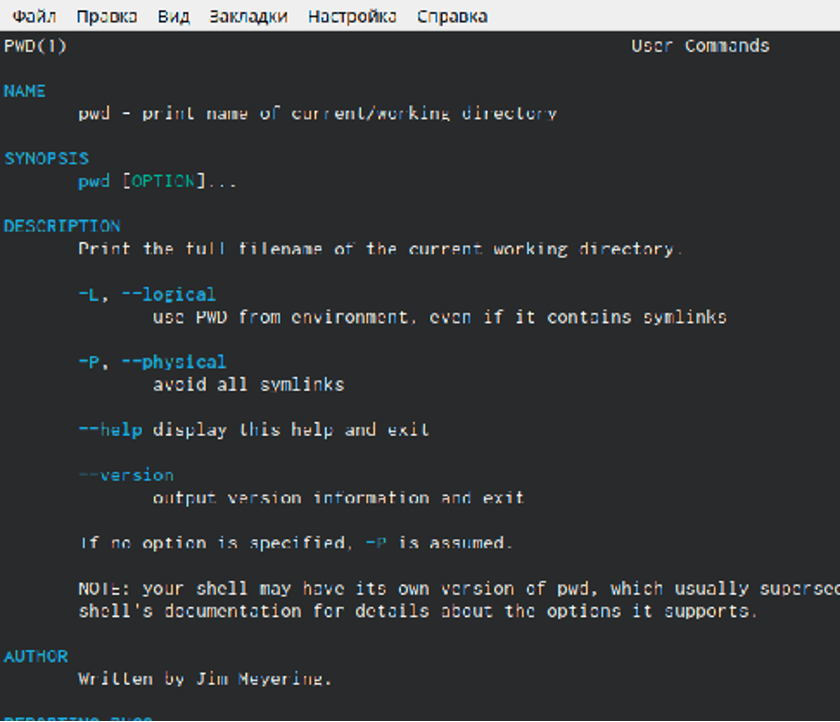 Файл Правка Вид Закладки Настройка Справка
PWD(1) User Commands
NAME
pwd - print name of current/working directory
SYNOPSIS
pwd [OPTION]...
DESCRIPTION
Print the full filename of the current working directory.
-L, --logical
use PWD from environment, even if it contains symlinks
-P, --physical
avoid all symlinks
--help display this help and exit
--version
output version information and exit
If no option is specified, -P is assumed.
NOTE: your shell may have its own version of pwd, which usually
shell's documentation for details about the options it supports.
AUTHOR
Written by Jim Meyering.